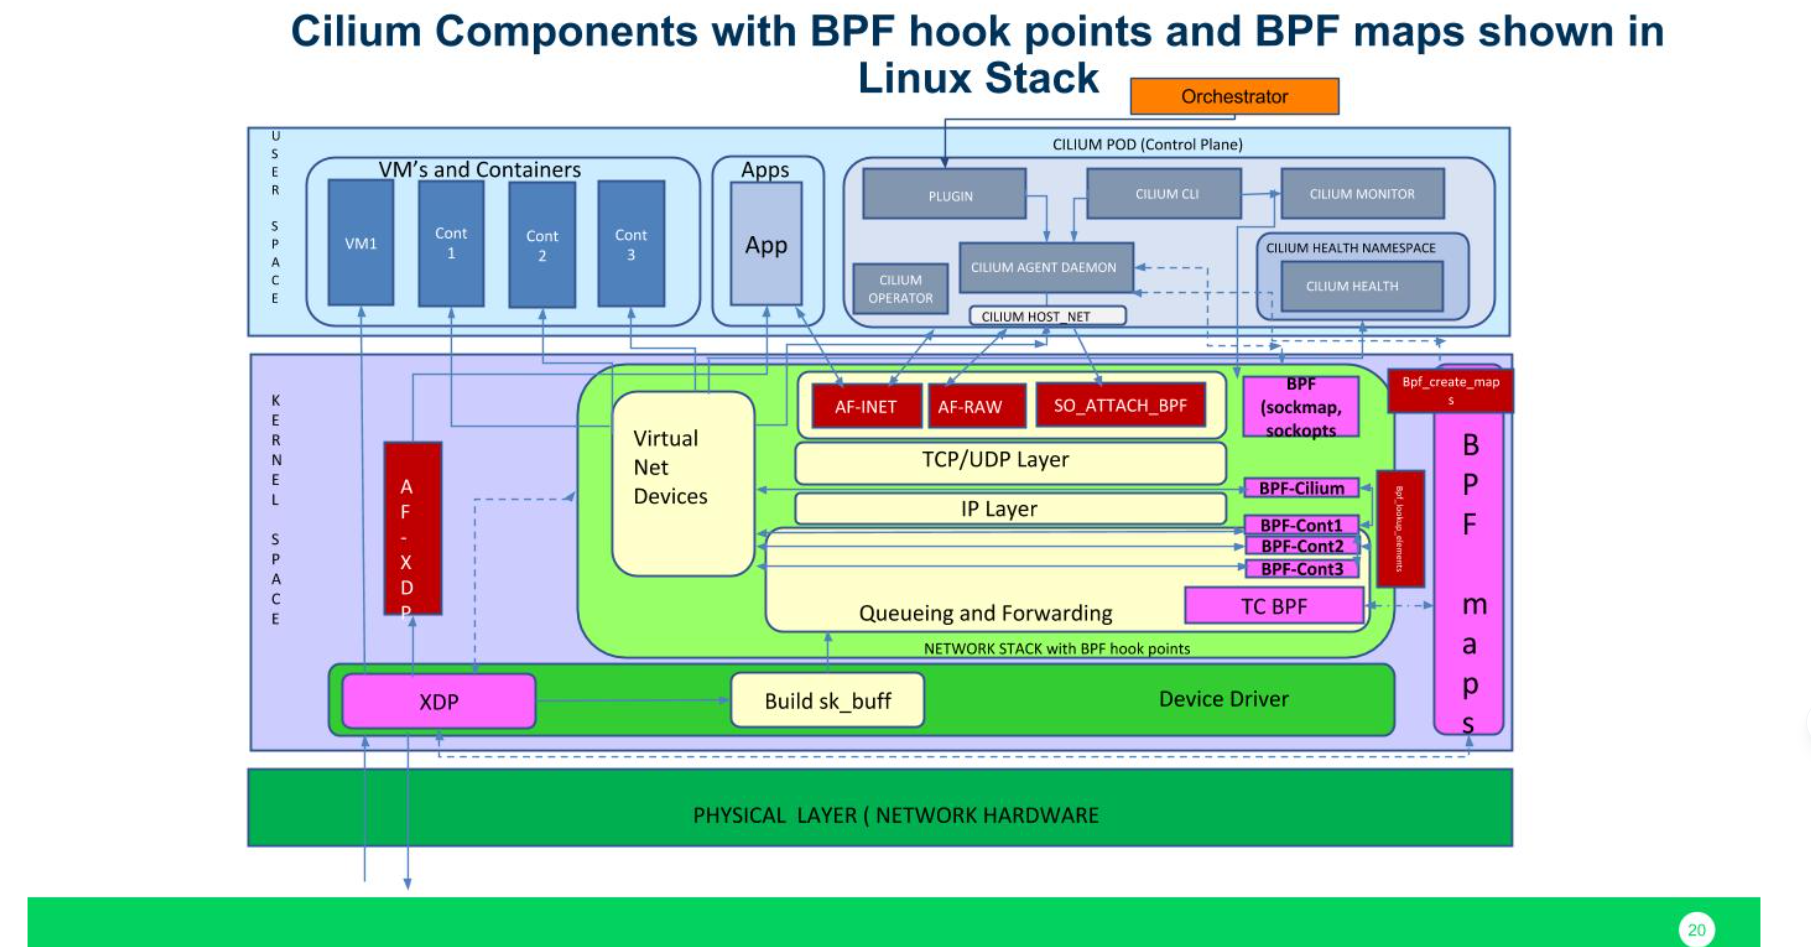 Cilium Components with BPF hook points and BPF maps shown in
Linux Stack
Orchestrator
USER SPACE
VM's and Containers
VM1
Cont
1
Cont
2
Cont
3
Apps
App
CILIUM POD (Control Plane)
PLUGIN
CILIUM CLI
CILIUM MONITOR
CILIUM AGENT DAEMON
CILIUM
OPERATOR
CILIUM HOST_NET
CILIUM HEALTH NAMESPACE
CILIUM HEALTH
KERNEL SPACE
AF-XDP
Virtual
Net
Devices
AF-INET
AF-RAW
SO_ATTACH_BPF
TCP/UDP Layer
IP Layer
Queueing and Forwarding
BPF
(sockmap,
sockopts
BPF-Cilium
BPF-Cont1
BPF-Cont2
BPF-Cont3
TC BPF
NETWORK STACK with BPF hook points
Bpf_create_map
s
Bpf_lookup_elements
BPF maps
XDP
Build sk_buff
Device Driver
PHYSICAL LAYER ( NETWORK HARDWARE
20